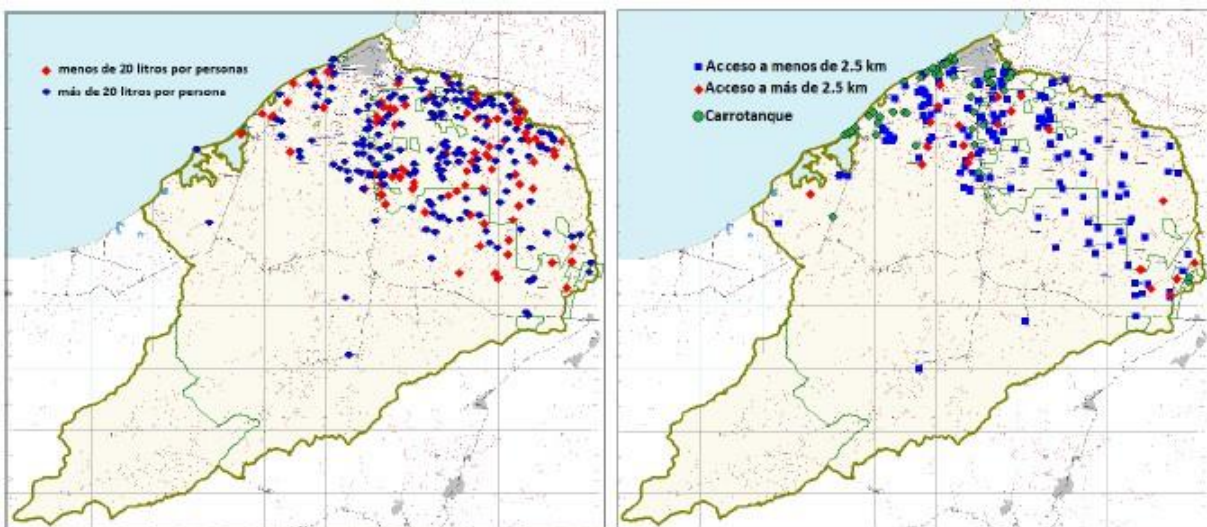 menos de 20 litros por personas
más de 20 litros por persona
Acceso a menos de 2.5 km
Acceso a más de 2.5 km
Carrotanque